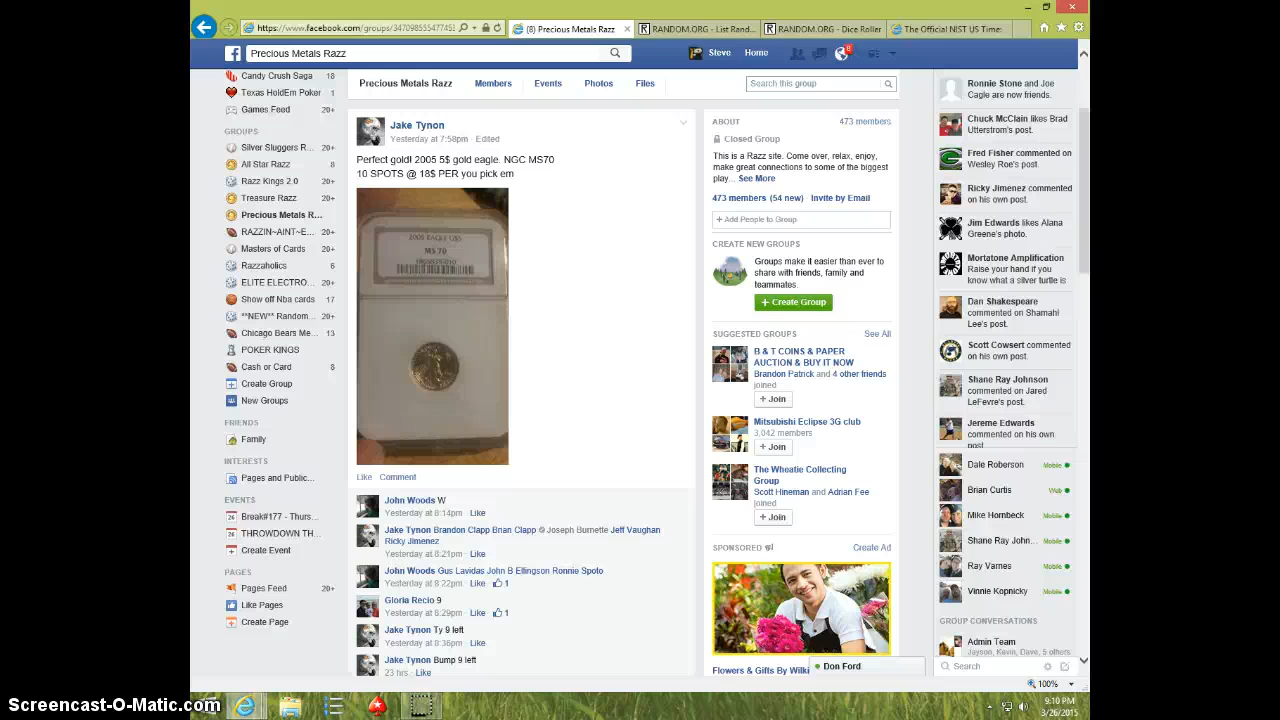 https://www.facebook.com/groups/347098555477453
(8) Precious Metals Razz
RANDOM.ORG - List Ran...
RANDOM.ORG - Dice Roller
The Official NIST US Time:
Precious Metals Razz
Steve
Home
8
Candy Crush Saga 18
Texas HoldEm Poker 1
Games Feed 20+
GROUPS
Silver Sluggers R... 20+
All Star Razz 8
Razz Kings 2.0 20+
Treasure Razz 20+
Precious Metals R...
RAZZIN~AINT~E... 20+
Masters of Cards 20+
Razzaholics 6
ELITE ELECTRO... 20+
Show off Nba cards 17
**NEW** Random... 20+
Chicago Bears Me... 13
POKER KINGS
Cash or Card 8
Create Group
New Groups
FRIENDS
Family
INTERESTS
Pages and Public...
EVENTS
Break#177 - Thurs...
THROWDOWN TH...
Create Event
PAGES
Pages Feed 20+
Like Pages
Create Page
Precious Metals Razz
Members
Events
Photos
Files
Search this group
Jake Tynon
Yesterday at 7:58pm · Edited
Perfect gold! 2005 5$ gold eagle. NGC MS70
10 SPOTS @ 18$ PER you pick em
MS 70
Like Comment
John Woods W
Yesterday at 8:14pm · Like
Jake Tynon Brandon Clapp Brian Clapp @ Joseph Burnette Jeff Vaughan
Ricky Jimenez
Yesterday at 8:21pm · Like
John Woods Gus Lavidas John B Ellingson Ronnie Spoto
Yesterday at 8:22pm · Like · 1
Gloria Recio 9
Yesterday at 8:29pm · Like · 1
Jake Tynon Ty 9 left
Yesterday at 8:36pm · Like
Jake Tynon Bump 9 left
23 hrs · Like
ABOUT
473 members
Closed Group
This is a Razz site. Come over, relax, enjoy,
make great connections to some of the biggest
play... See More
473 members (54 new) · Invite by Email
+ Add People to Group
CREATE NEW GROUPS
Groups make it easier than ever to
share with friends, family and
teammates.
+ Create Group
SUGGESTED GROUPS
See All
B & T COINS & PAPER
AUCTION & BUY IT NOW
Brandon Patrick and 4 other friends
joined
+ Join
Mitsubishi Eclipse 3G club
3,042 members
+ Join
The Wheatie Collecting
Group
Scott Hineman and Adrian Fee
joined
+ Join
SPONSORED
Create Ad
Flowers & Gifts By Wilki
Don Ford
Ronnie Stone and Joe
Cagle are now friends.
Chuck McClain likes Brad
Utterstrom's post.
Fred Fisher commented on
Wesley Roe's post.
Ricky Jimenez commented
on his own post.
Jim Edwards likes Alana
Greene's photo.
Mortatone Amplification
Raise your hand if you
know what a silver turtle is
Dan Shakespeare
commented on Shamahl
Lee's post.
Scott Cowsert commented
on his own post.
Shane Ray Johnson
commented on Jared
LeFevre's post.
Jereme Edwards
commented on his own
post.
Dale Roberson Mobile
Brian Curtis Web
Mike Hornbeck Mobile
Shane Ray John... Mobile
Ray Varnes Mobile
Vinnie Kopnicky Mobile
GROUP CONVERSATIONS
Admin Team
Jayson, Kevin, Dave, 5 others
Search
100%
9:10 PM
3/26/2015
Screencast-O-Matic.com